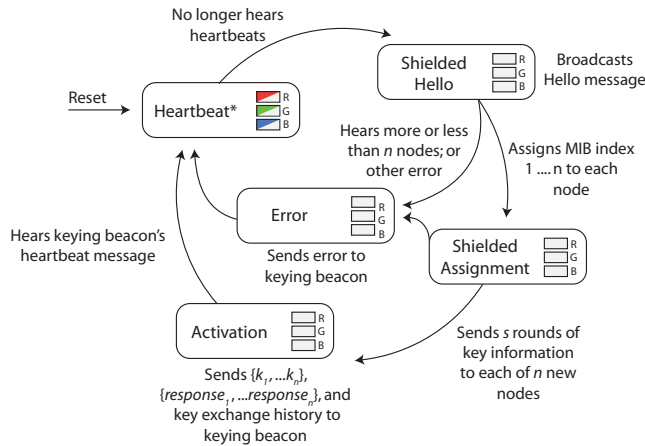 No longer hears
heartbeats
Shielded
Hello
R
G
B
Broadcasts
Hello message
Reset
Heartbeat*
R
G
B
Hears more or less
than n nodes; or
other error
Assigns MIB index
1 .... n to each
node
Error
R
G
B
Sends error to
keying beacon
Hears keying beacon's
heartbeat message
Shielded
Assignment
R
G
B
Activation
R
G
B
Sends s rounds of
key information
to each of n new
nodes
Sends {k1, ...kn},
{response1, ...responsen}, and
key exchange history to
keying beacon